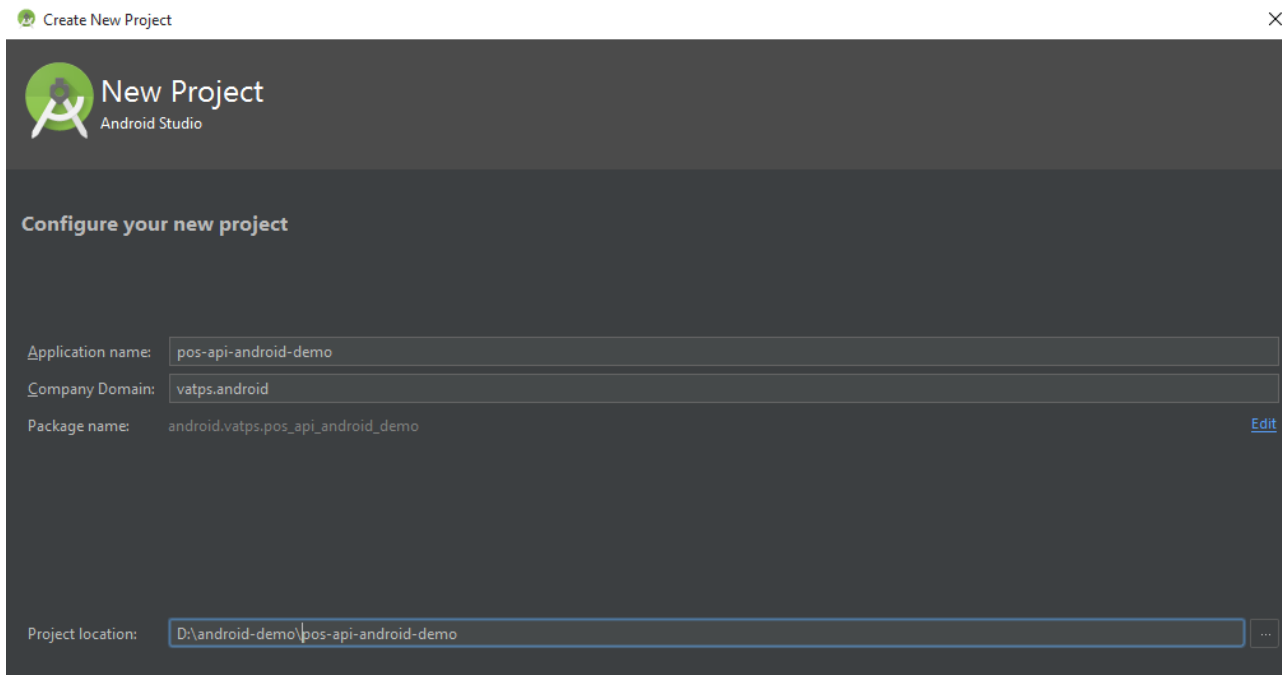 Create New Project
New Project
Android Studio
Configure your new project
Application name: pos-api-android-demo
Company Domain: vatps.android
Package name: android.vatps.pos_api_android_demo Edit
Project location: D:\android-demo\pos-api-android-demo ...